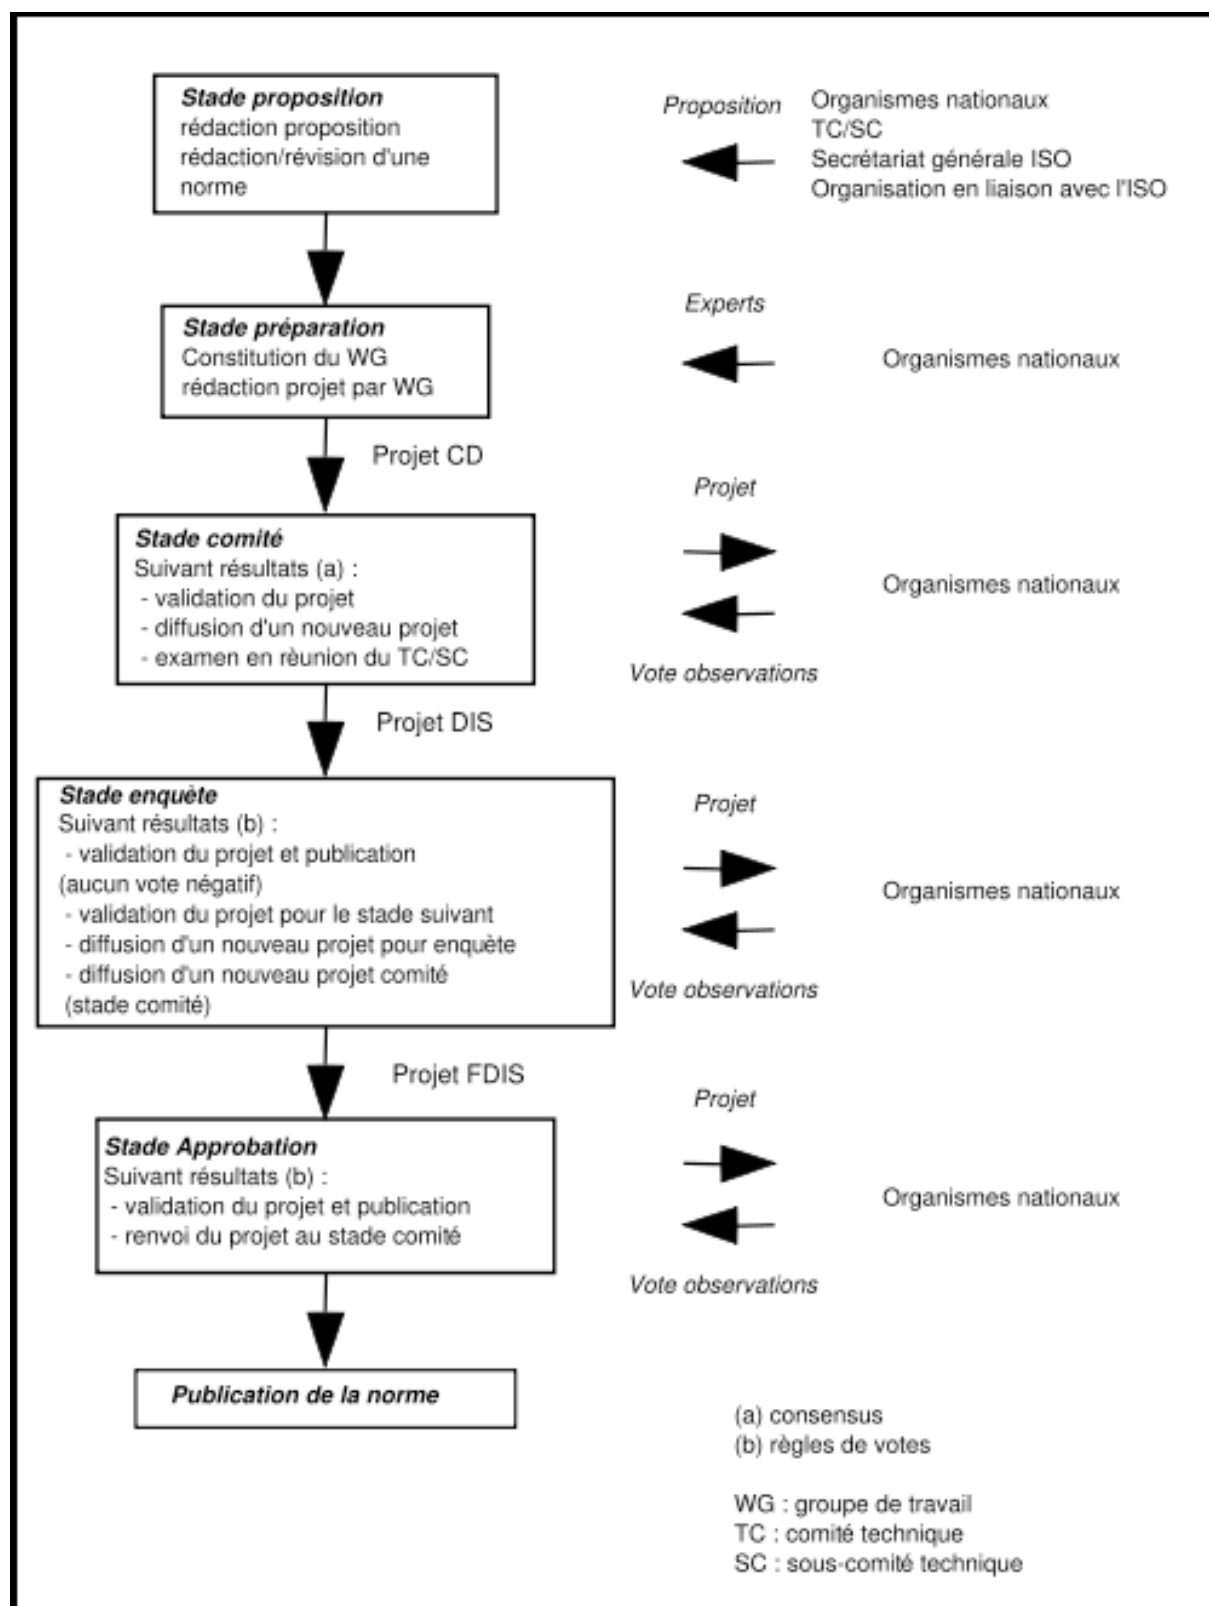 Stade proposition
rédaction proposition
rédaction/révision d'une
norme
Proposition
Organismes nationaux
TC/SC
Secrétariat générale ISO
Organisation en liaison avec l'ISO
Stade préparation
Constitution du WG
rédaction projet par WG
Experts
Organismes nationaux
Projet CD
Stade comité
Suivant résultats (a) :
- validation du projet
- diffusion d'un nouveau projet
- examen en rèunion du TC/SC
Projet
Organismes nationaux
Vote observations
Projet DIS
Stade enquète
Suivant résultats (b) :
- validation du projet et publication
(aucun vote négatif)
- validation du projet pour le stade suivant
- diffusion d'un nouveau projet pour enquète
- diffusion d'un nouveau projet comité
(stade comité)
Projet
Organismes nationaux
Vote observations
Projet FDIS
Stade Approbation
Suivant résultats (b) :
- validation du projet et publication
- renvoi du projet au stade comité
Projet
Organismes nationaux
Vote observations
Publication de la norme
(a) consensus
(b) règles de votes
WG : groupe de travail
TC : comité technique
SC : sous-comité technique